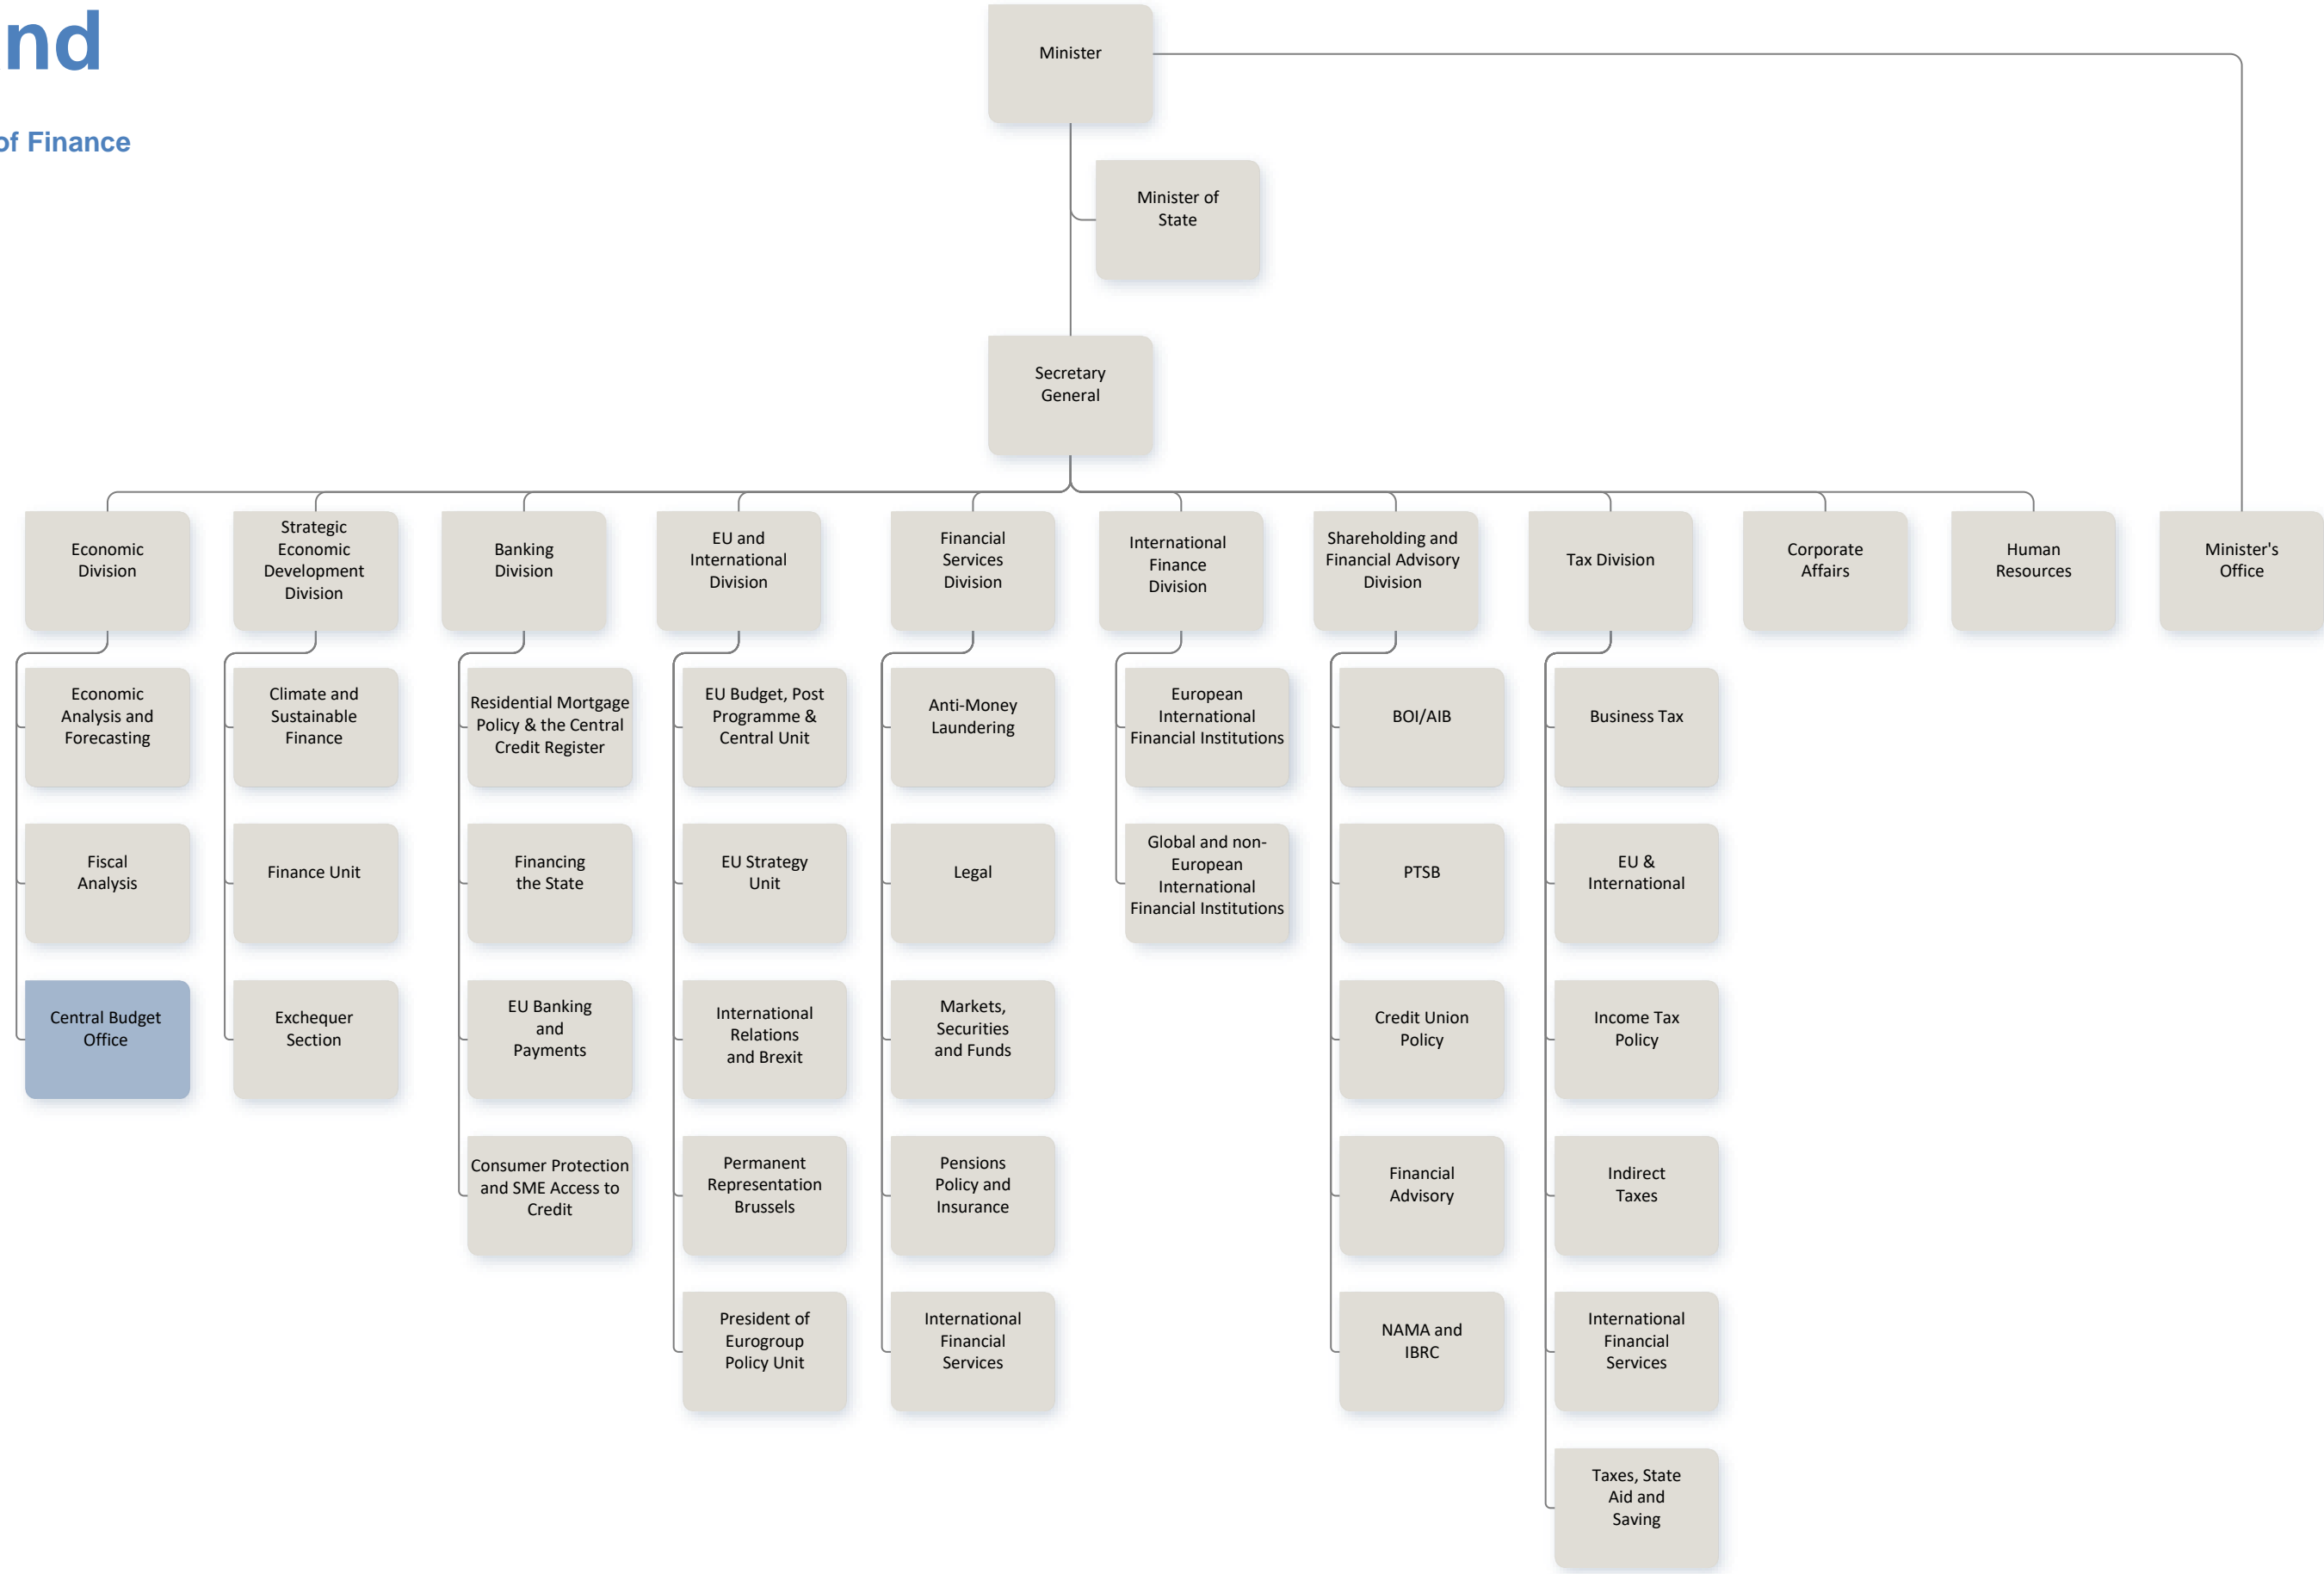 nd
of Finance
Minister
Minister of
State
Secretary
General
Economic
Division
Strategic
Economic
Development
Division
Banking
Division
EU and
International
Division
Financial
Services
Division
International
Finance
Division
Shareholding and
Financial Advisory
Division
Tax Division
Corporate
Affairs
Human
Resources
Minister's
Office
Economic
Analysis and
Forecasting
Climate and
Sustainable
Finance
Residential Mortgage
Policy & the Central
Credit Register
EU Budget, Post
Programme &
Central Unit
Anti-Money
Laundering
European
International
Financial Institutions
BOI/AIB
Business Tax
Fiscal
Analysis
Finance Unit
Financing
the State
EU Strategy
Unit
Legal
Global and non-
European
International
Financial Institutions
PTSB
EU &
International
Central Budget
Office
Exchequer
Section
EU Banking
and
Payments
International
Relations
and Brexit
Markets,
Securities
and Funds
Credit Union
Policy
Income Tax
Policy
Consumer Protection
and SME Access to
Credit
Permanent
Representation
Brussels
Pensions
Policy and
Insurance
Financial
Advisory
Indirect
Taxes
President of
Eurogroup
Policy Unit
International
Financial
Services
NAMA and
IBRC
International
Financial
Services
Taxes, State
Aid and
Saving